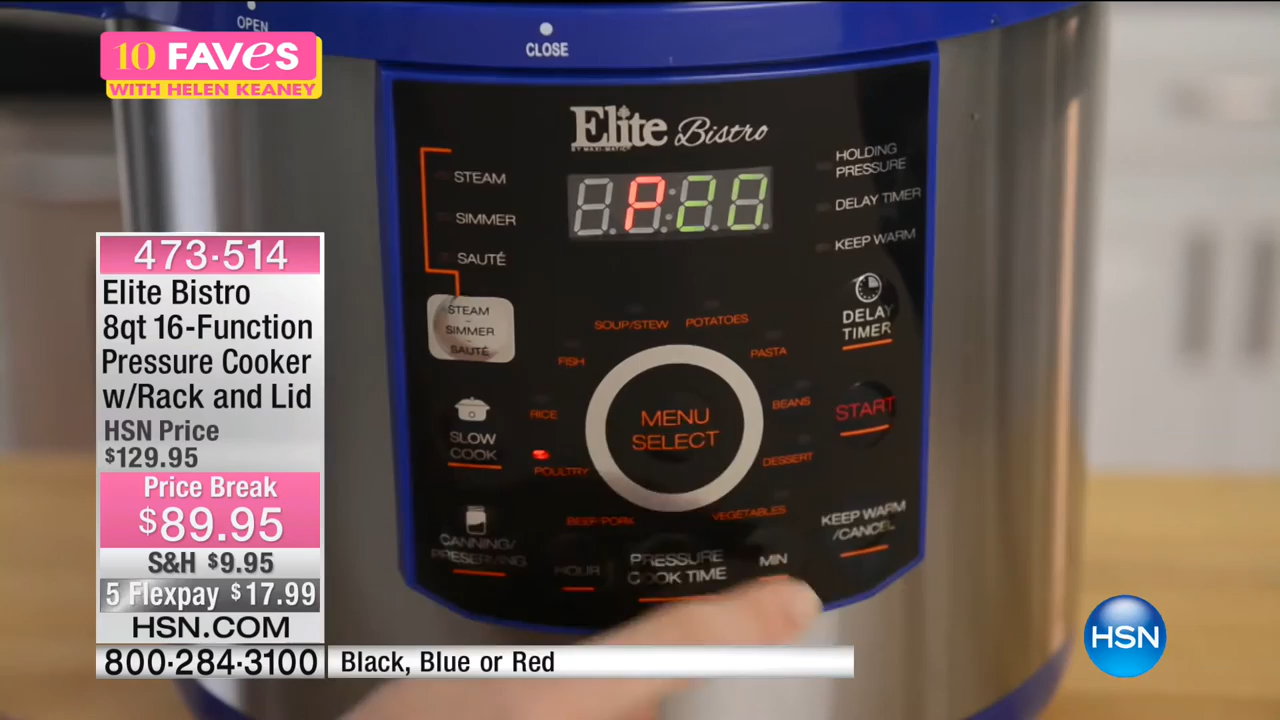 OPEN
CLOSE
10 FAVeS
WITH HELEN KEANEY
Elite Bistro
BY MAXI-MATIC
P20
STEAM
SIMMER
SAUTÉ
HOLDING
PRESSURE
DELAY TIMER
KEEP WARM
STEAM
-
SIMMER
-
SAUTÉ
DELAY
TIMER
SOUP/STEW
POTATOES
FISH
PASTA
RICE
BEANS
POULTRY
DESSERT
BEEF/PORK
VEGETABLES
MENU
SELECT
START
SLOW
COOK
CANNING/
PRESERVING
HOUR
PRESSURE
COOK TIME
MIN
KEEP WARM
/CANCEL
473-514
Elite Bistro
8qt 16-Function
Pressure Cooker
w/Rack and Lid
HSN Price
$129.95
Price Break
$89.95
S&H $9.95
5 Flexpay $17.99
HSN.COM
800-284-3100
Black, Blue or Red
HSN